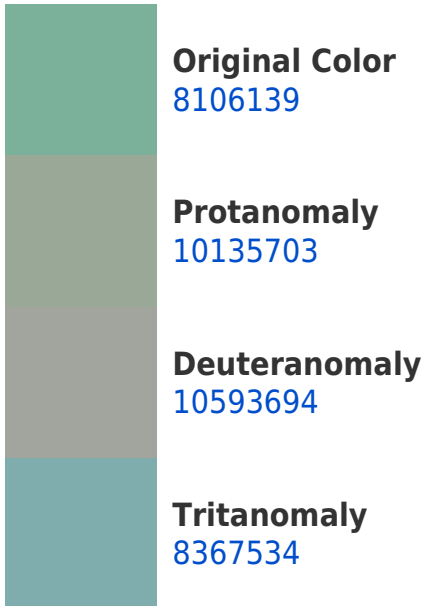 Original Color
8106139
Protanomaly
10135703
Deuteranomaly
10593694
Tritanomaly
8367534